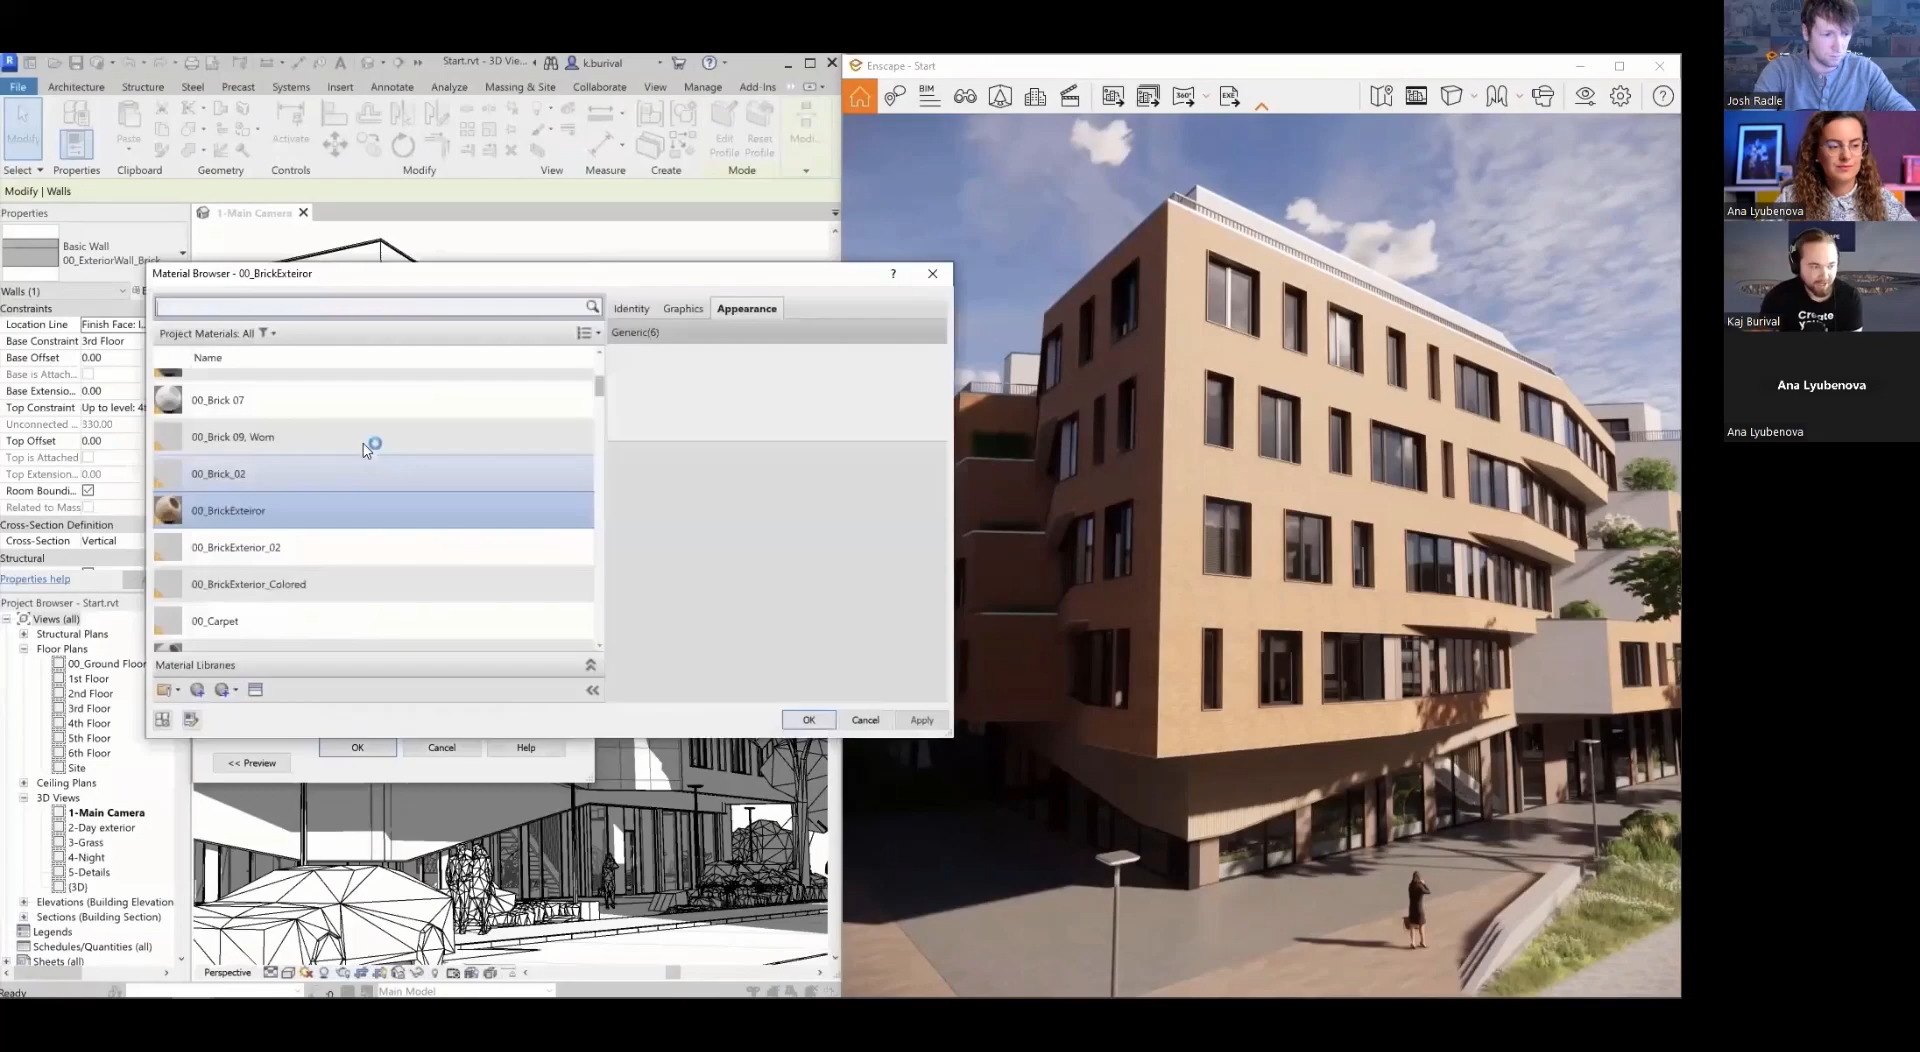 Start.rvt - 3D Vie...
k.burival
File
Architecture
Structure
Steel
Precast
Systems
Insert
Annotate
Analyze
Massing & Site
Collaborate
View
Manage
Add-Ins
Modify
Paste
Activate
Edit Profile
Reset Profile
Modi...
Select
Properties
Clipboard
Geometry
Controls
Modify
View
Measure
Create
Mode
Modify | Walls
Properties
1-Main Camera
Basic Wall
00_ExteriorWall_Brick
Walls (1)
Constraints
Location Line Finish Face: I...
Base Constraint 3rd Floor
Base Offset 0.00
Base is Attach...
Base Extensio... 0.00
Top Constraint Up to level: 4t
Unconnected ... 330.00
Top Offset 0.00
Top is Attached
Top Extension... 0.00
Room Boundi...
Related to Mass
Cross-Section Definition
Cross-Section Vertical
Structural
Properties help
Project Browser - Start.rvt
Views (all)
Structural Plans
Floor Plans
00_Ground Floor
1st Floor
2nd Floor
3rd Floor
4th Floor
5th Floor
6th Floor
Site
Ceiling Plans
3D Views
1-Main Camera
2-Day exterior
3-Grass
4-Night
5-Details
{3D}
Elevations (Building Elevation
Sections (Building Section)
Legends
Schedules/Quantities (all)
Sheets (all)
Ready
Material Browser - 00_BrickExteiror
?
Project Materials: All
Name
00_Brick 07
00_Brick 09, Worn
00_Brick_02
00_BrickExteiror
00_BrickExterior_02
00_BrickExterior_Colored
00_Carpet
Material Libraries
Identity
Graphics
Appearance
Generic(6)
OK
Cancel
Apply
OK
Cancel
Help
<< Preview
Perspective
Main Model
Enscape - Start
BIM
360°
EXE
Josh Radle
Ana Lyubenova
Create
Kaj Burival
Ana Lyubenova
Ana Lyubenova